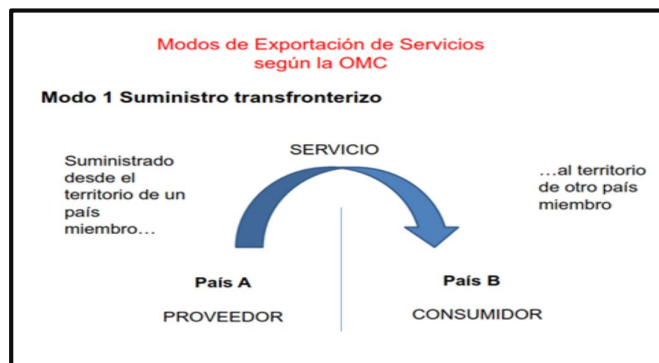 Modos de Exportación de Servicios
según la OMC
Modo 1 Suministro transfronterizo
SERVICIO
Suministrado
desde el
territorio de un
país
miembro…
…al territorio
de otro país
miembro
País A
País B
PROVEEDOR
CONSUMIDOR